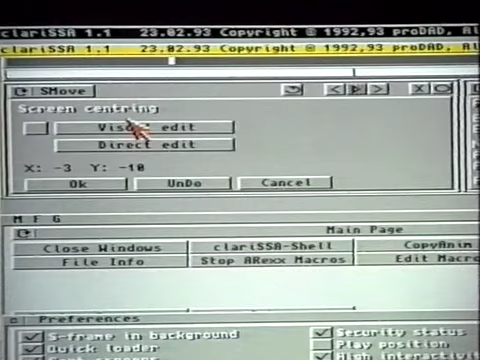 clariSSA 1.1 23.02.93 Copyright © 1992,93 proDAD, Al
clariSSA 1.1 23.02.93 Copyright © 1992,93 proDAD, Al
SMove
Screen centring
Visual edit
Direct edit
X: -3 Y: -10
Ok UnDo Cancel
M F G
Main Page
Close Windows clariSSA-Shell CopyAnim
File Info Stop ARexx Macros Edit Macro
Preferences
S-frame in background Security status
Quick loader Play position
High interactiv